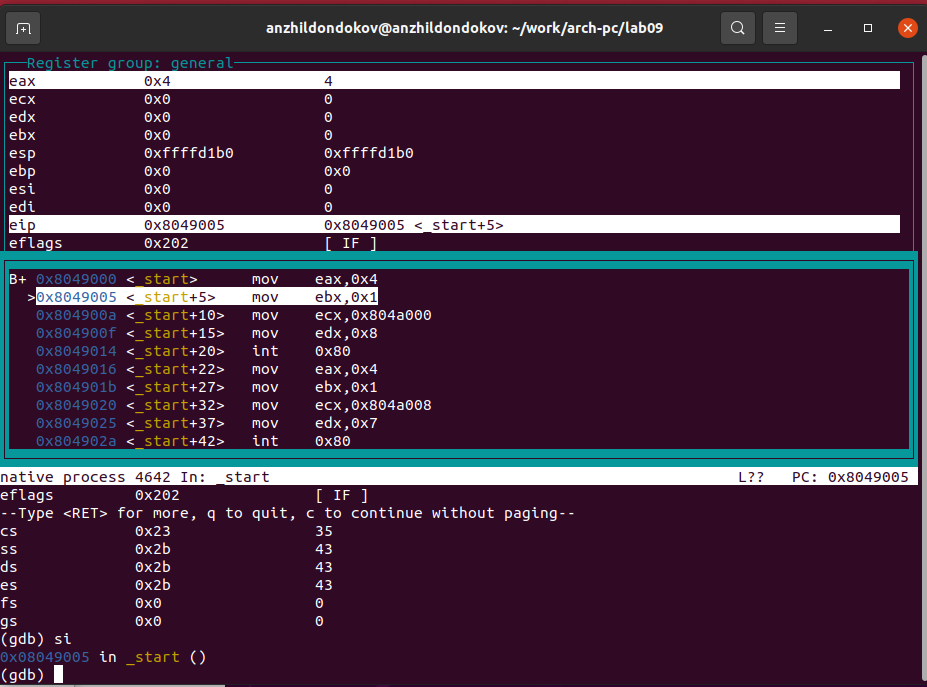 anzhildondokov@anzhildondokov: ~/work/arch-pc/lab09
Register group: general
eax 0x4 4
ecx 0x0 0
edx 0x0 0
ebx 0x0 0
esp 0xffffd1b0 0xffffd1b0
ebp 0x0 0x0
esi 0x0 0
edi 0x0 0
eip 0x8049005 0x8049005 <_start+5>
eflags 0x202 [ IF ]
B+ 0x8049000 <_start> mov eax,0x4
>0x8049005 <_start+5> mov ebx,0x1
0x804900a <_start+10> mov ecx,0x804a000
0x804900f <_start+15> mov edx,0x8
0x8049014 <_start+20> int 0x80
0x8049016 <_start+22> mov eax,0x4
0x804901b <_start+27> mov ebx,0x1
0x8049020 <_start+32> mov ecx,0x804a008
0x8049025 <_start+37> mov edx,0x7
0x804902a <_start+42> int 0x80
native process 4642 In: _start L?? PC: 0x8049005
eflags 0x202 [ IF ]
--Type <RET> for more, q to quit, c to continue without paging--
cs 0x23 35
ss 0x2b 43
ds 0x2b 43
es 0x2b 43
fs 0x0 0
gs 0x0 0
(gdb) si
0x08049005 in _start ()
(gdb)